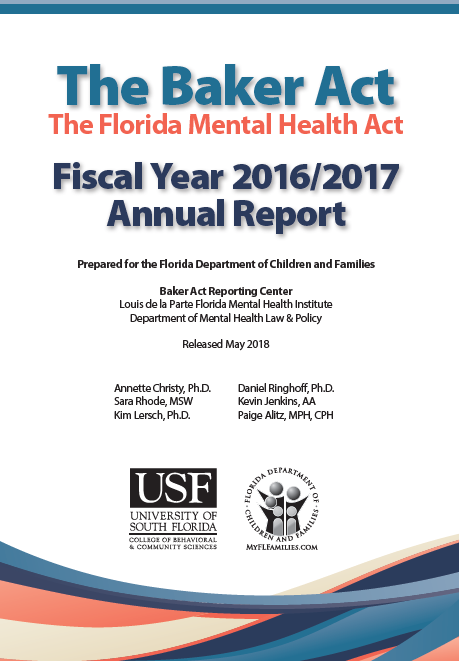 The Baker Act
The Florida Mental Health Act
Fiscal Year 2016/2017
Annual Report
Prepared for the Florida Department of Children and Families
Baker Act Reporting Center
Louis de la Parte Florida Mental Health Institute
Department of Mental Health Law & Policy
Released May 2018
Annette Christy, Ph.D.
Sara Rhode, MSW
Kim Lersch, Ph.D.
Daniel Ringhoff, Ph.D.
Kevin Jenkins, AA
Paige Alitz, MPH, CPH
USF
UNIVERSITY OF
SOUTH FLORIDA
COLLEGE OF BEHAVIORAL
& COMMUNITY SCIENCES
FLORIDA DEPARTMENT OF
CHILDREN AND FAMILIES
MYFLFAMILIES.COM